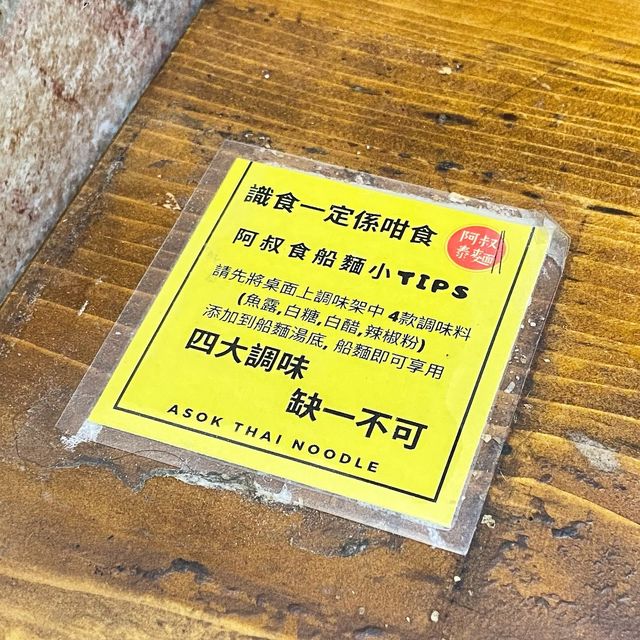 識食一定係咁食
阿叔
泰麵
阿叔食船麵小TIPS
請先將桌面上調味架中 4款調味料
(魚露,白糖,白醋,辣椒粉)
添加到船麵湯底, 船麵即可享用
四大調味
缺一不可
ASOK THAI NOODLE